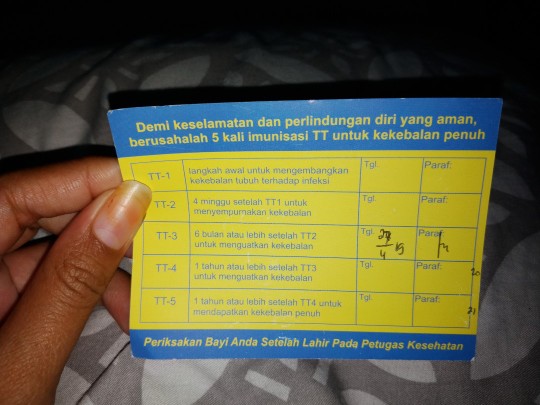 Demi keselamatan dan perlindungan diri yang aman,
berusahalah 5 kali imunisasi TT untuk kekebalan penuh
TT-1 langkah awal untuk mengembangkan Tgl. Paraf:
kekebalan tubuh terhadap infeksi
TT-2 4 minggu setelah TT1 untuk Tgl. Paraf:
menyempurnakan kekebalan
TT-3 6 bulan atau lebih setelah TT2 Tgl. Paraf:
untuk menguatkan kekebalan 4 19
TT-4 1 tahun atau lebih setelah TT3 Tgl. Paraf:
untuk menguatkan kekebalan
TT-5 1 tahun atau lebih setelah TT4 untuk Tgl. Paraf:
mendapatkan kekebalan penuh
Periksakan Bayi Anda Setelah Lahir Pada Petugas Kesehatan